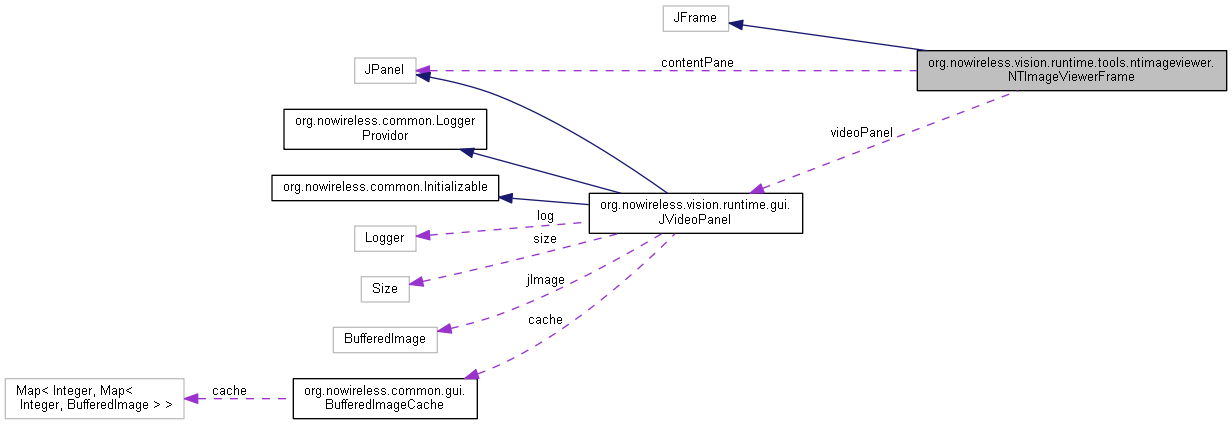 JFrame
org.nowireless.vision.runtime.tools.ntimageviewer.
NTImageViewerFrame
contentPane
JPanel
org.nowireless.common.Logger
Providor
videoPanel
org.nowireless.common.Initializable
org.nowireless.vision.runtime.gui.
JVideoPanel
log
Logger
size
Size
jImage
cache
BufferedImage
Map< Integer, Map<
Integer, BufferedImage > >
cache
org.nowireless.common.gui.
BufferedImageCache